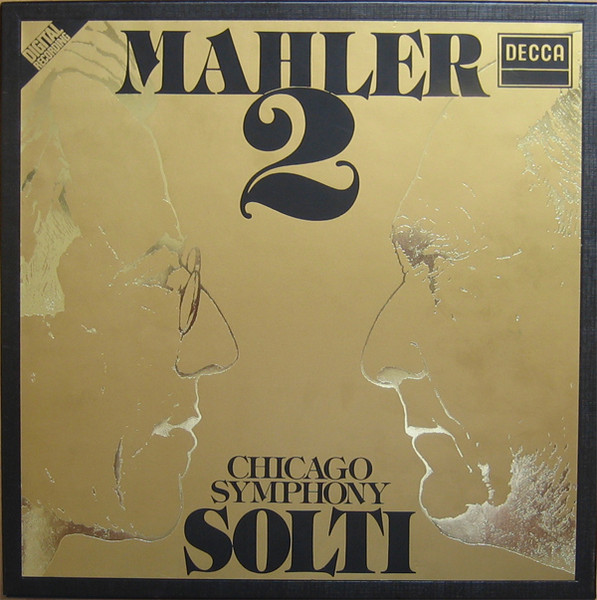 DIGITAL
RECORDING
MAHLER
DECCA
2
CHICAGO
SYMPHONY
SOLTI